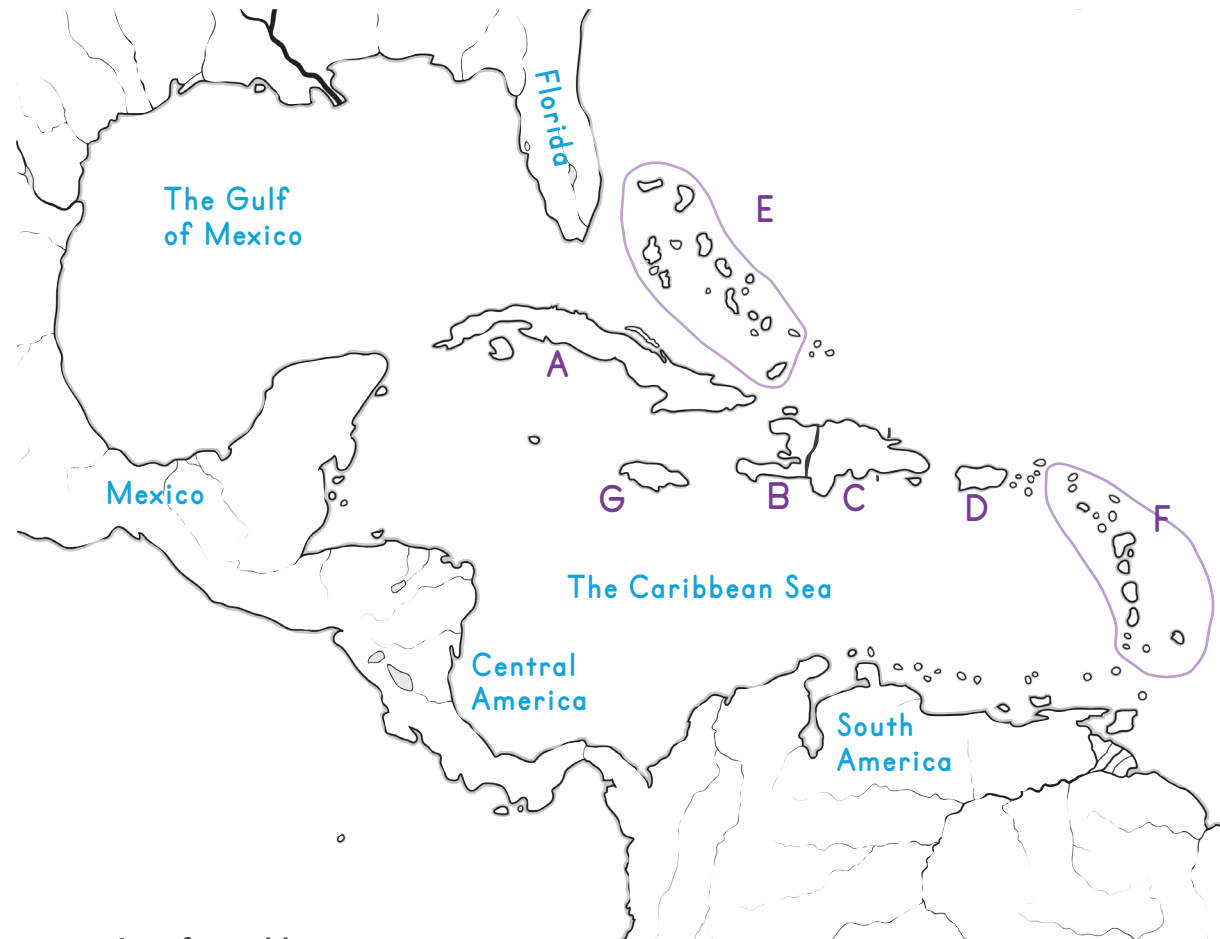 Florida
The Gulf
of Mexico
E
A
Mexico
G
B
C
D
F
The Caribbean Sea
Central
America
South
America